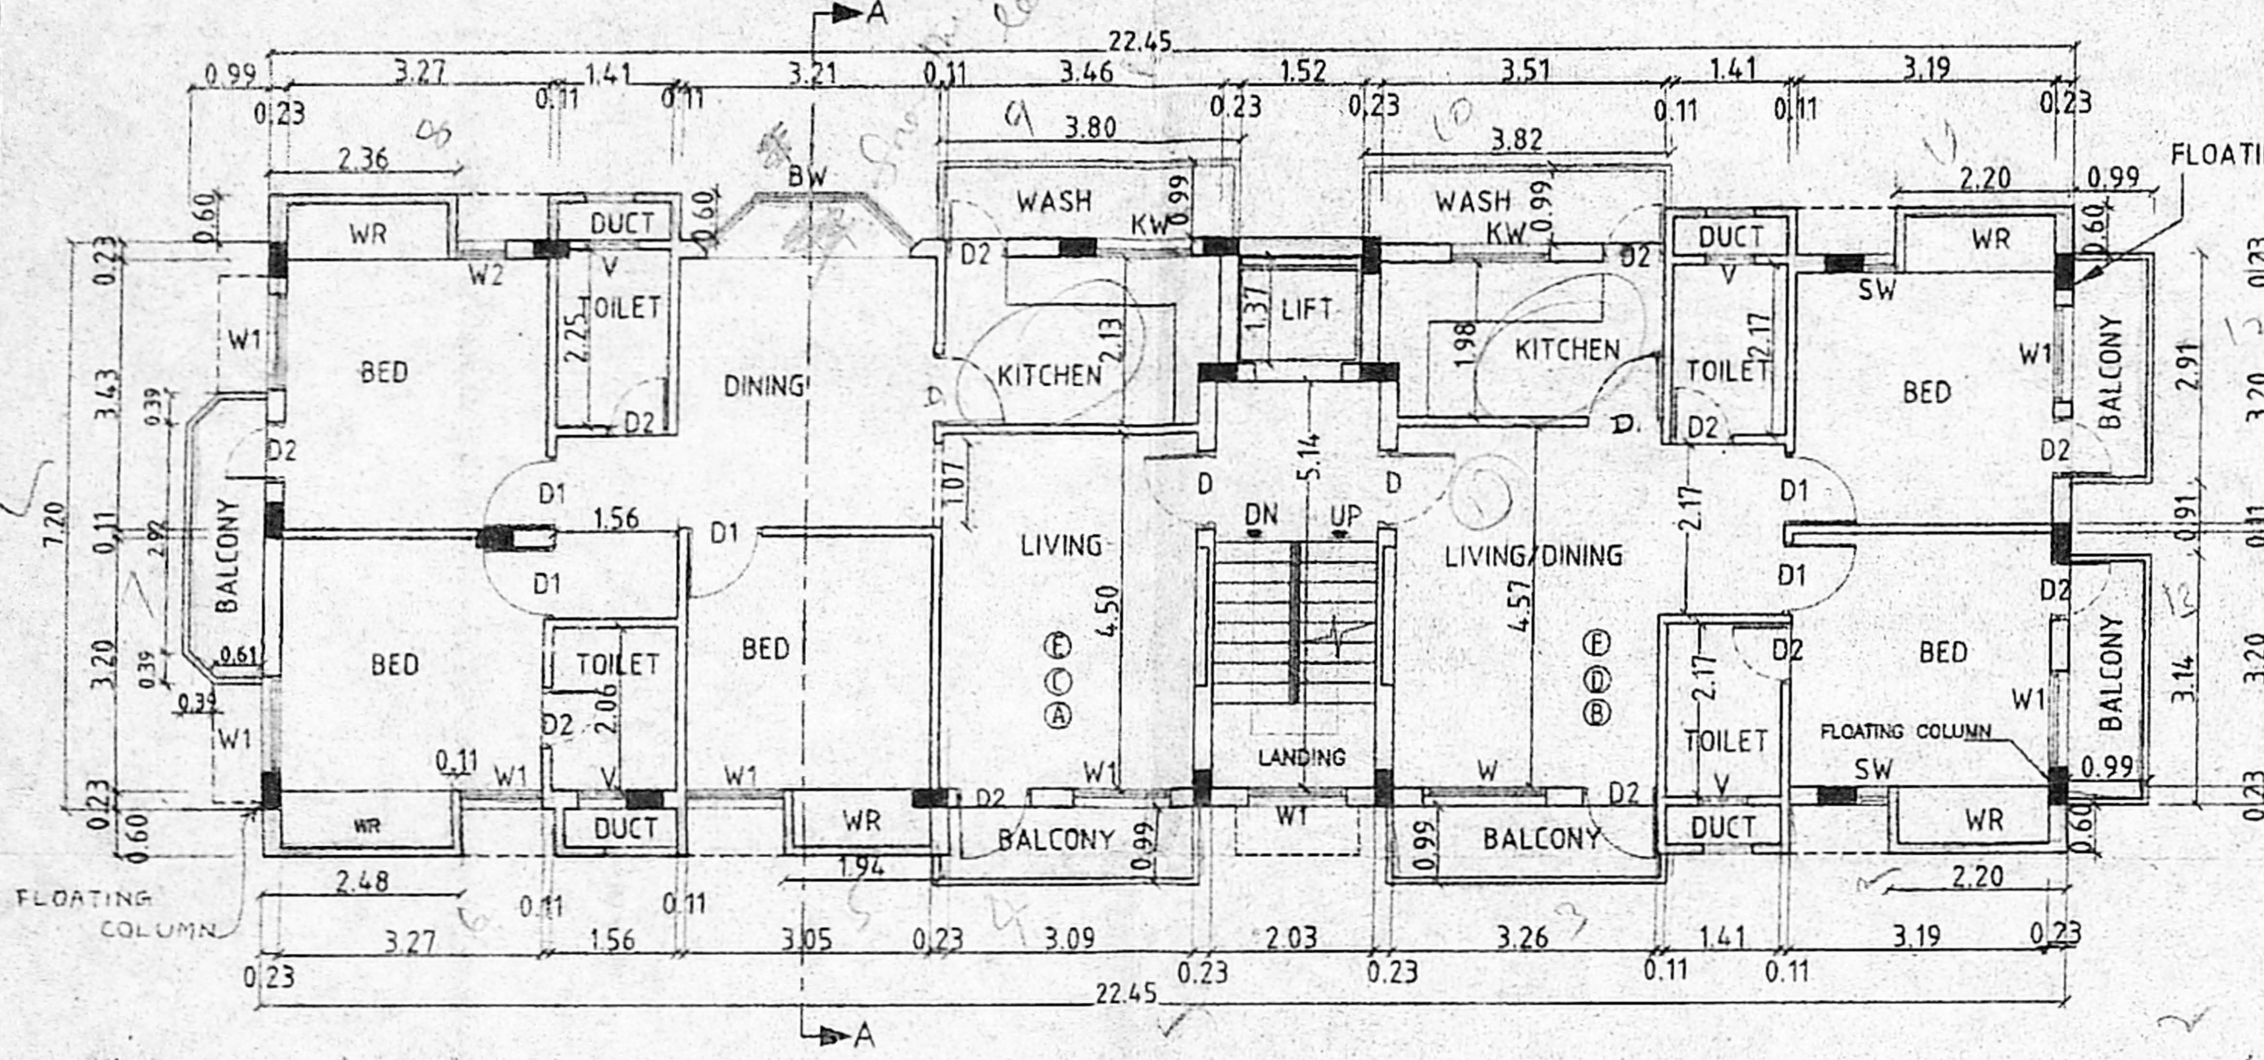 A
22.45
0.99 3.27 1.41 3.21 0.11 3.46 1.52 3.51 1.41 3.19
0.23 0.11 0.11 0.23 0.23 0.11 0.11 0.23
3.80 3.82
2.36 2.20 0.99
FLOATI
BW
0.60 WR DUCT 0.60 WASH KW 0.99 WASH KW 0.99 DUCT WR 0.60
0.23 W2 V D2 D2 V SW 0.23
W1 TOILET 2.25 1.37 LIFT 1.98 KITCHEN TOILET 2.17 W1 BALCONY 2.91
BED DINING KITCHEN 2.13 BED
3.43 0.39 D D. 3.20
D2 D2 D2 D2
7.20 D1 1.07 D 5.14 D D1
0.11 2.92 BALCONY 1.56 D1 DN UP 2.17 0.91 0.11
LIVING LIVING/DINING
D1 4.50 4.57 D1 D2
3.20 0.39 0.61 BED TOILET BED E F D2 BED BALCONY 3.14 3.20
2.06 C D 2.17
0.39 D2 A B W1
W1 LANDING TOILET FLOATING COLUMN
0.11 W1 V W1 W1 W V SW 0.99
0.23 D2 W1 D2 0.23
0.60 WR DUCT WR BALCONY 0.99 0.99 BALCONY DUCT WR 0.60
2.48 1.94 2.20
FLOATING
COLUMN
0.11 0.11
3.27 1.56 3.05 0.23 3.09 2.03 3.26 1.41 3.19 0.23
0.23 0.23 0.23 0.11 0.11
22.45
A